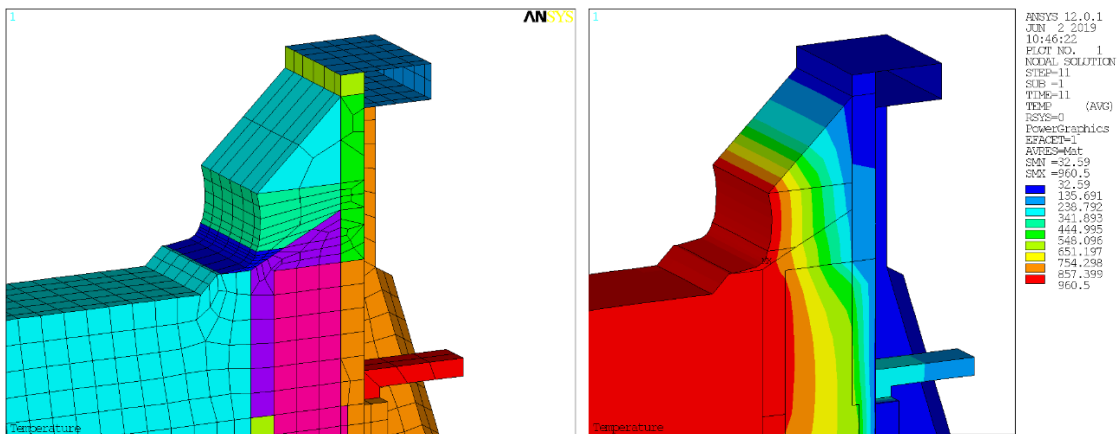 1
ANSYS
Temperature
1
Temperature
ANSYS 12.0.1
JUN 2 2019
10:46:22
PLOT NO. 1
NODAL SOLUTION
STEP=11
SUB =1
TIME=11
TEMP (AVG)
RSYS=0
PowerGraphics
EFACET=1
AVRES=Mat
SMN =32.59
SMX =960.5
32.59
135.691
238.792
341.893
444.995
548.096
651.197
754.298
857.399
960.5